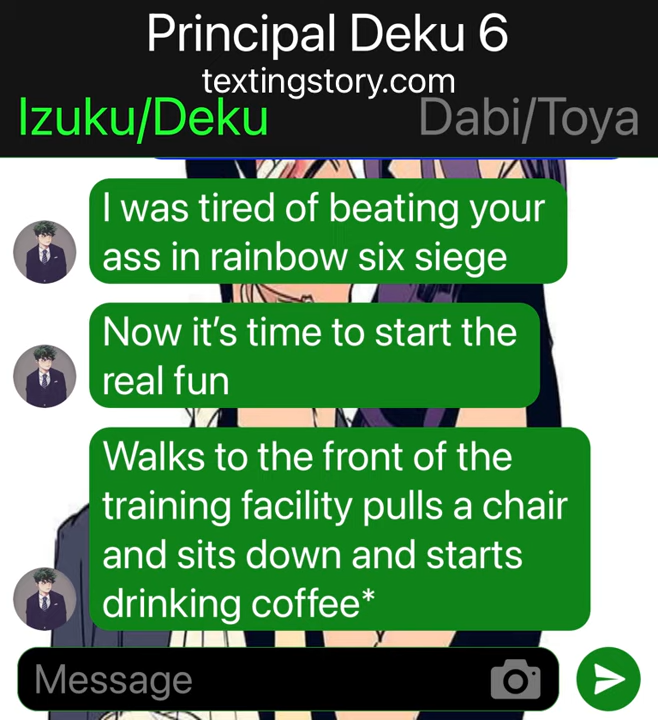 Principal Deku 6
textingstory.com
Izuku/Deku
Dabi/Toya
I was tired of beating your
ass in rainbow six siege
Now it’s time to start the
real fun
Walks to the front of the
training facility pulls a chair
and sits down and starts
drinking coffee*
Message